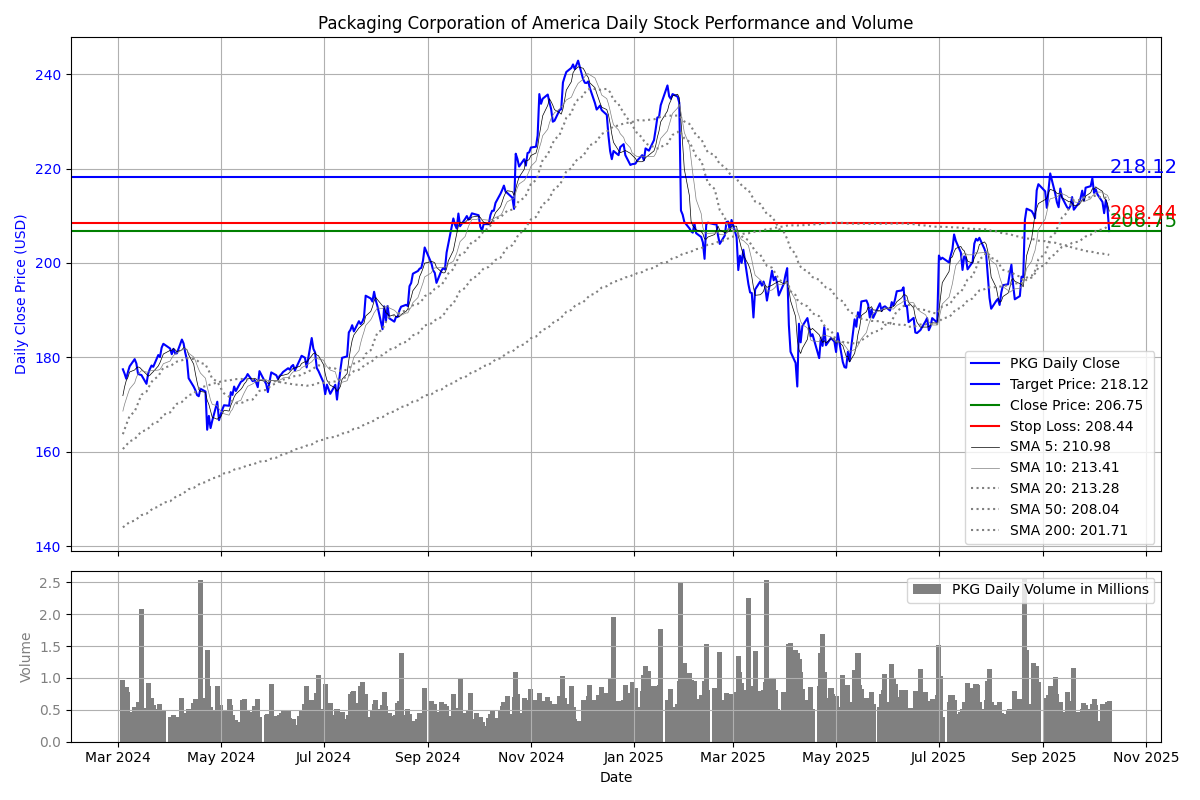 Packaging Corporation of America Daily Stock Performance and Volume
Daily Close Price (USD)
240
220
200
180
160
140
218.12
208.44
206.75
PKG Daily Close
Target Price: 218.12
Close Price: 206.75
Stop Loss: 208.44
SMA 5: 210.98
SMA 10: 213.41
SMA 20: 213.28
SMA 50: 208.04
SMA 200: 201.71
Volume
2.5
2.0
1.5
1.0
0.5
0.0
PKG Daily Volume in Millions
Mar 2024 May 2024 Jul 2024 Sep 2024 Nov 2024 Jan 2025 Mar 2025 May 2025 Jul 2025 Sep 2025 Nov 2025
Date